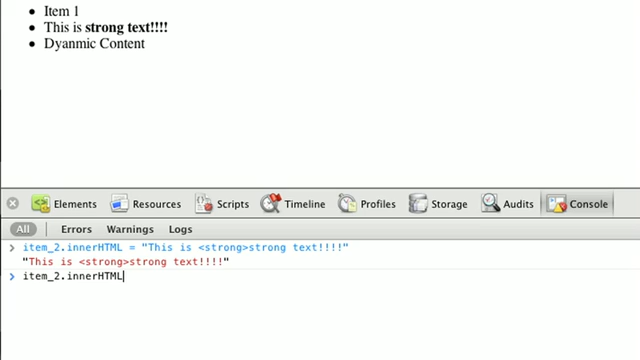 Item 1
This is strong text!!!!
Dyanmic Content
Elements Resources Scripts Timeline Profiles Storage Audits Console
All Errors Warnings Logs
> item_2.innerHTML = "This is <strong>strong text!!!!"
"This is <strong>strong text!!!!"
> item_2.innerHTML